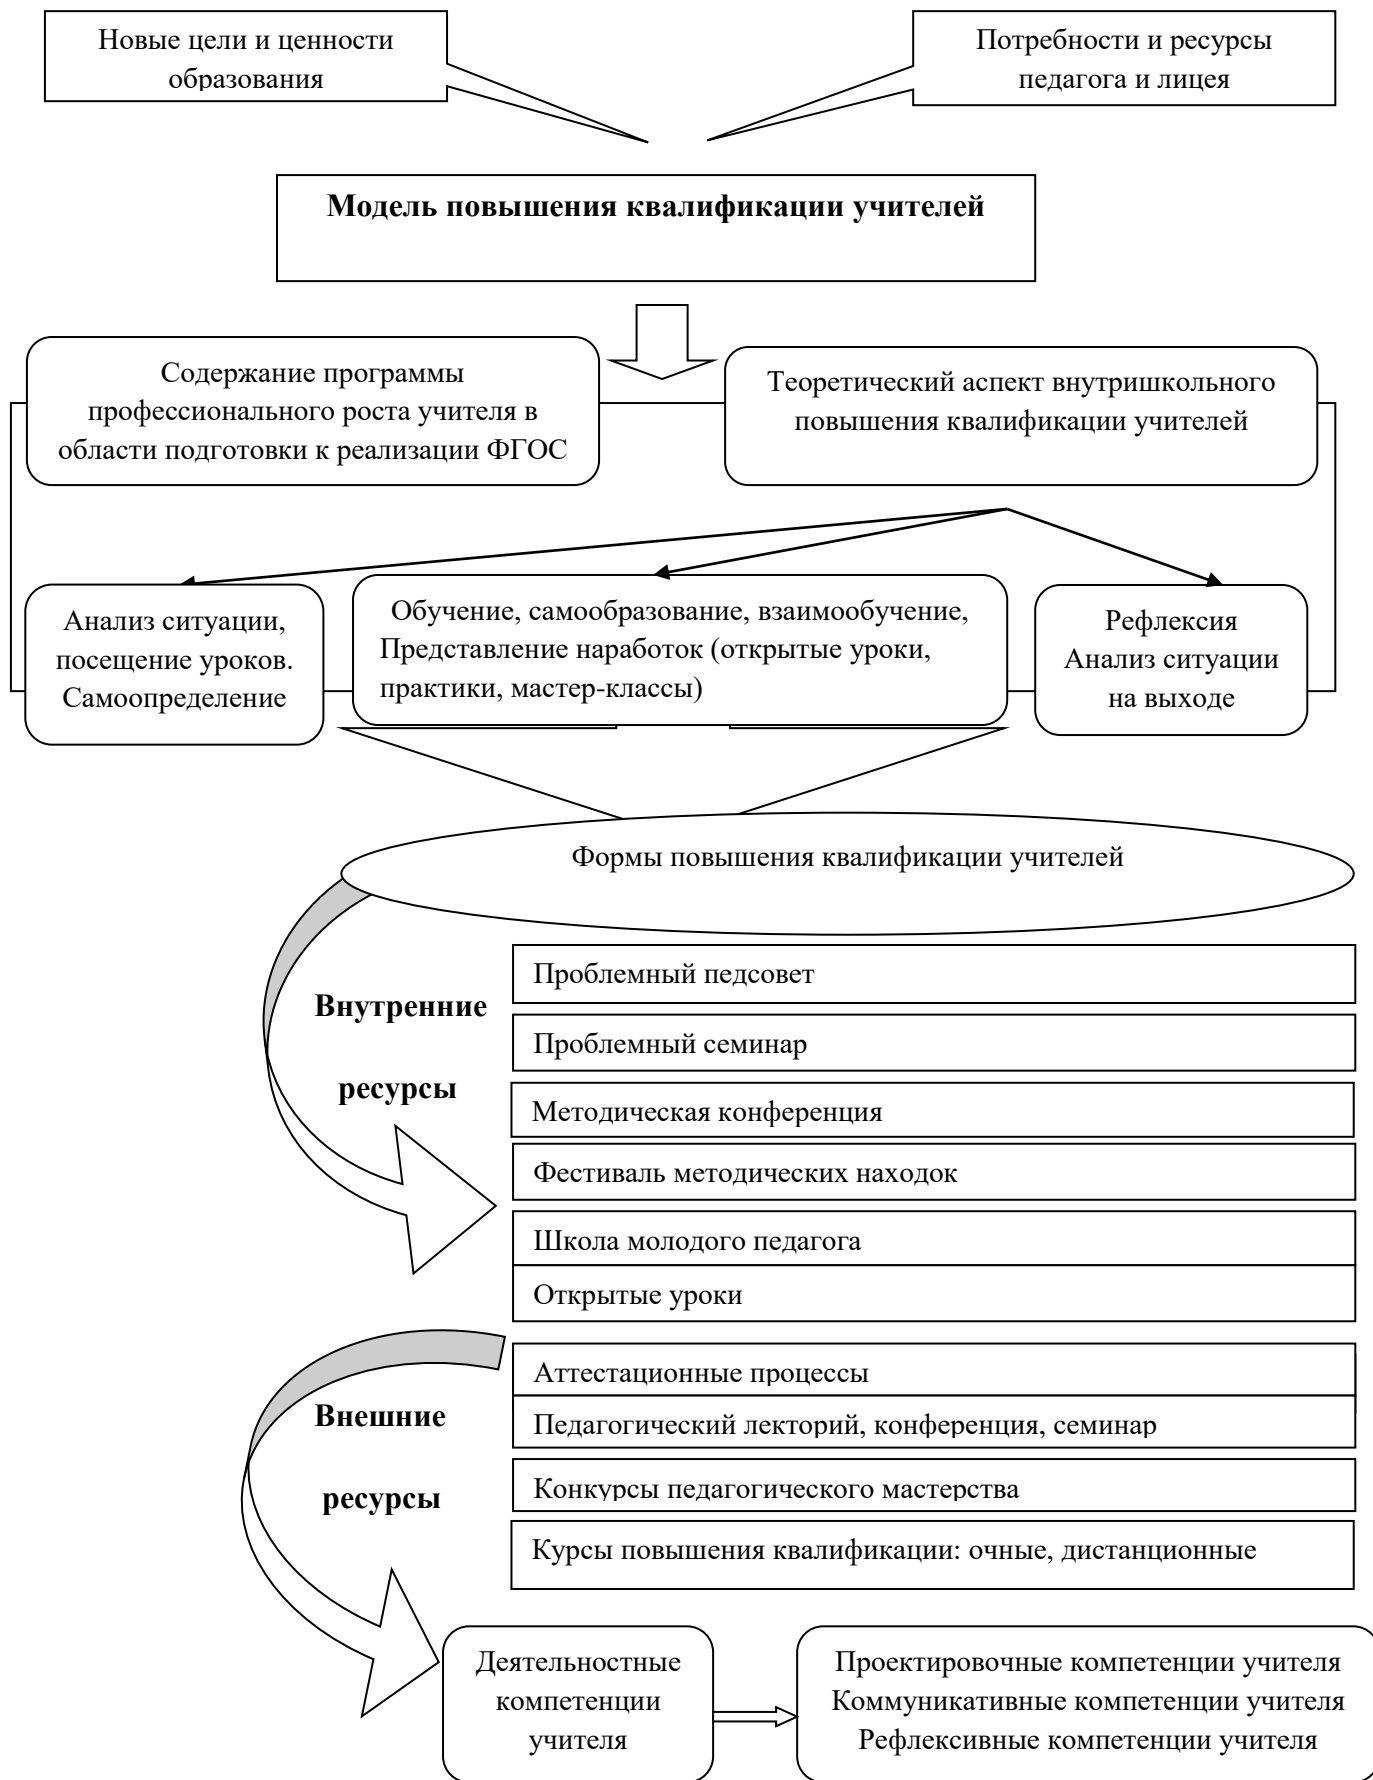 Новые цели и ценности
образования
Потребности и ресурсы
педагога и лицея
Модель повышения квалификации учителей
Содержание программы
профессионального роста учителя в
области подготовки к реализации ФГОС
Теоретический аспект внутришкольного
повышения квалификации учителей
Анализ ситуации,
посещение уроков.
Самоопределение
Обучение, самообразование, взаимообучение,
Представление наработок (открытые уроки,
практики, мастер-классы)
Рефлексия
Анализ ситуации
на выходе
Формы повышения квалификации учителей
Внутренние
ресурсы
Проблемный педсовет
Проблемный семинар
Методическая конференция
Фестиваль методических находок
Школа молодого педагога
Открытые уроки
Внешние
ресурсы
Аттестационные процессы
Педагогический лекторий, конференция, семинар
Конкурсы педагогического мастерства
Курсы повышения квалификации: очные, дистанционные
Деятельностные
компетенции
учителя
Проектировочные компетенции учителя
Коммуникативные компетенции учителя
Рефлексивные компетенции учителя